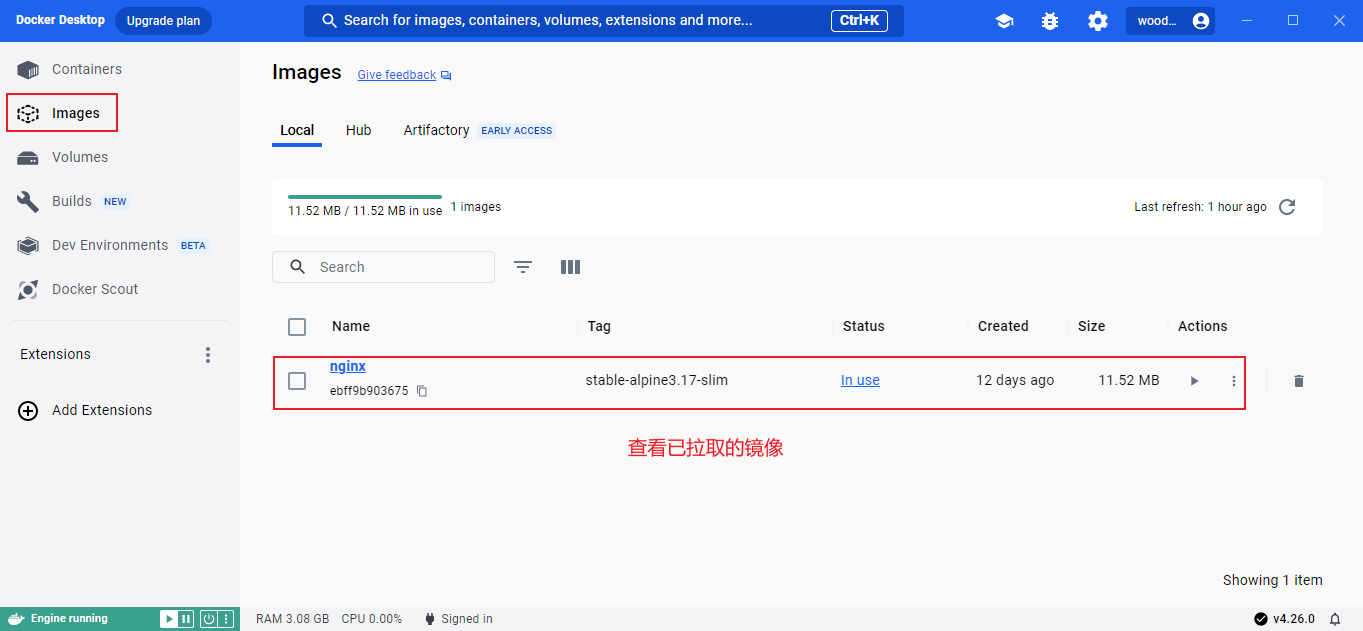 Docker Desktop
Upgrade plan
Search for images, containers, volumes, extensions and more...
Ctrl+K
wood...
Containers
Images
Volumes
Builds NEW
Dev Environments BETA
Docker Scout
Extensions
Add Extensions
Images Give feedback
Local Hub Artifactory EARLY ACCESS
11.52 MB / 11.52 MB in use 1 images
Last refresh: 1 hour ago
Search
Name Tag Status Created Size Actions
nginx
ebff9b903675
stable-alpine3.17-slim In use 12 days ago 11.52 MB
查看已拉取的镜像
Showing 1 item
Engine running
RAM 3.08 GB CPU 0.00% Signed in
v4.26.0